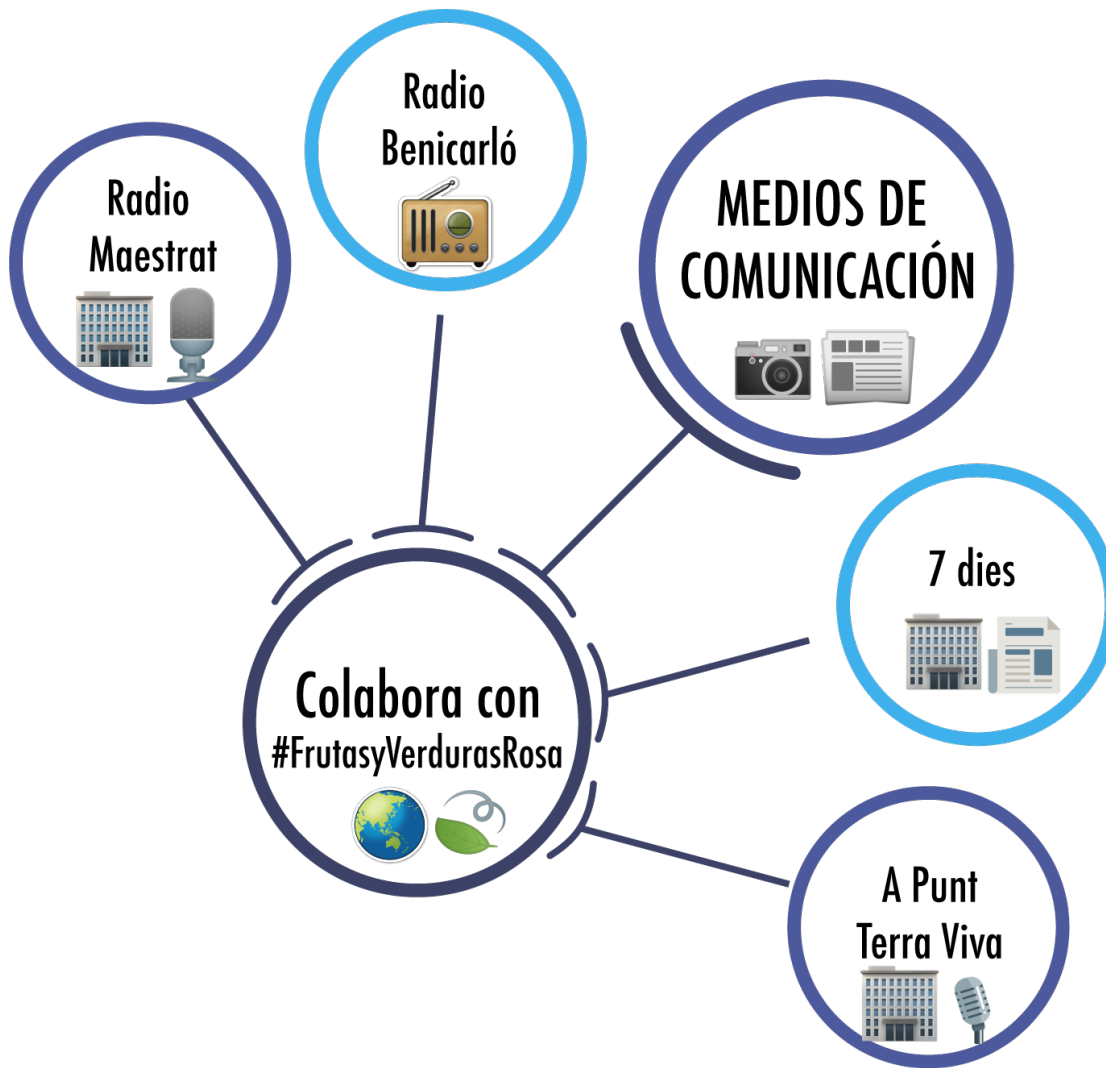 Radio
Benicarló
Radio
Maestrat
MEDIOS DE
COMUNICACIÓN
7 dies
Colabora con
#FrutasyVerdurasRosa
A Punt
Terra Viva